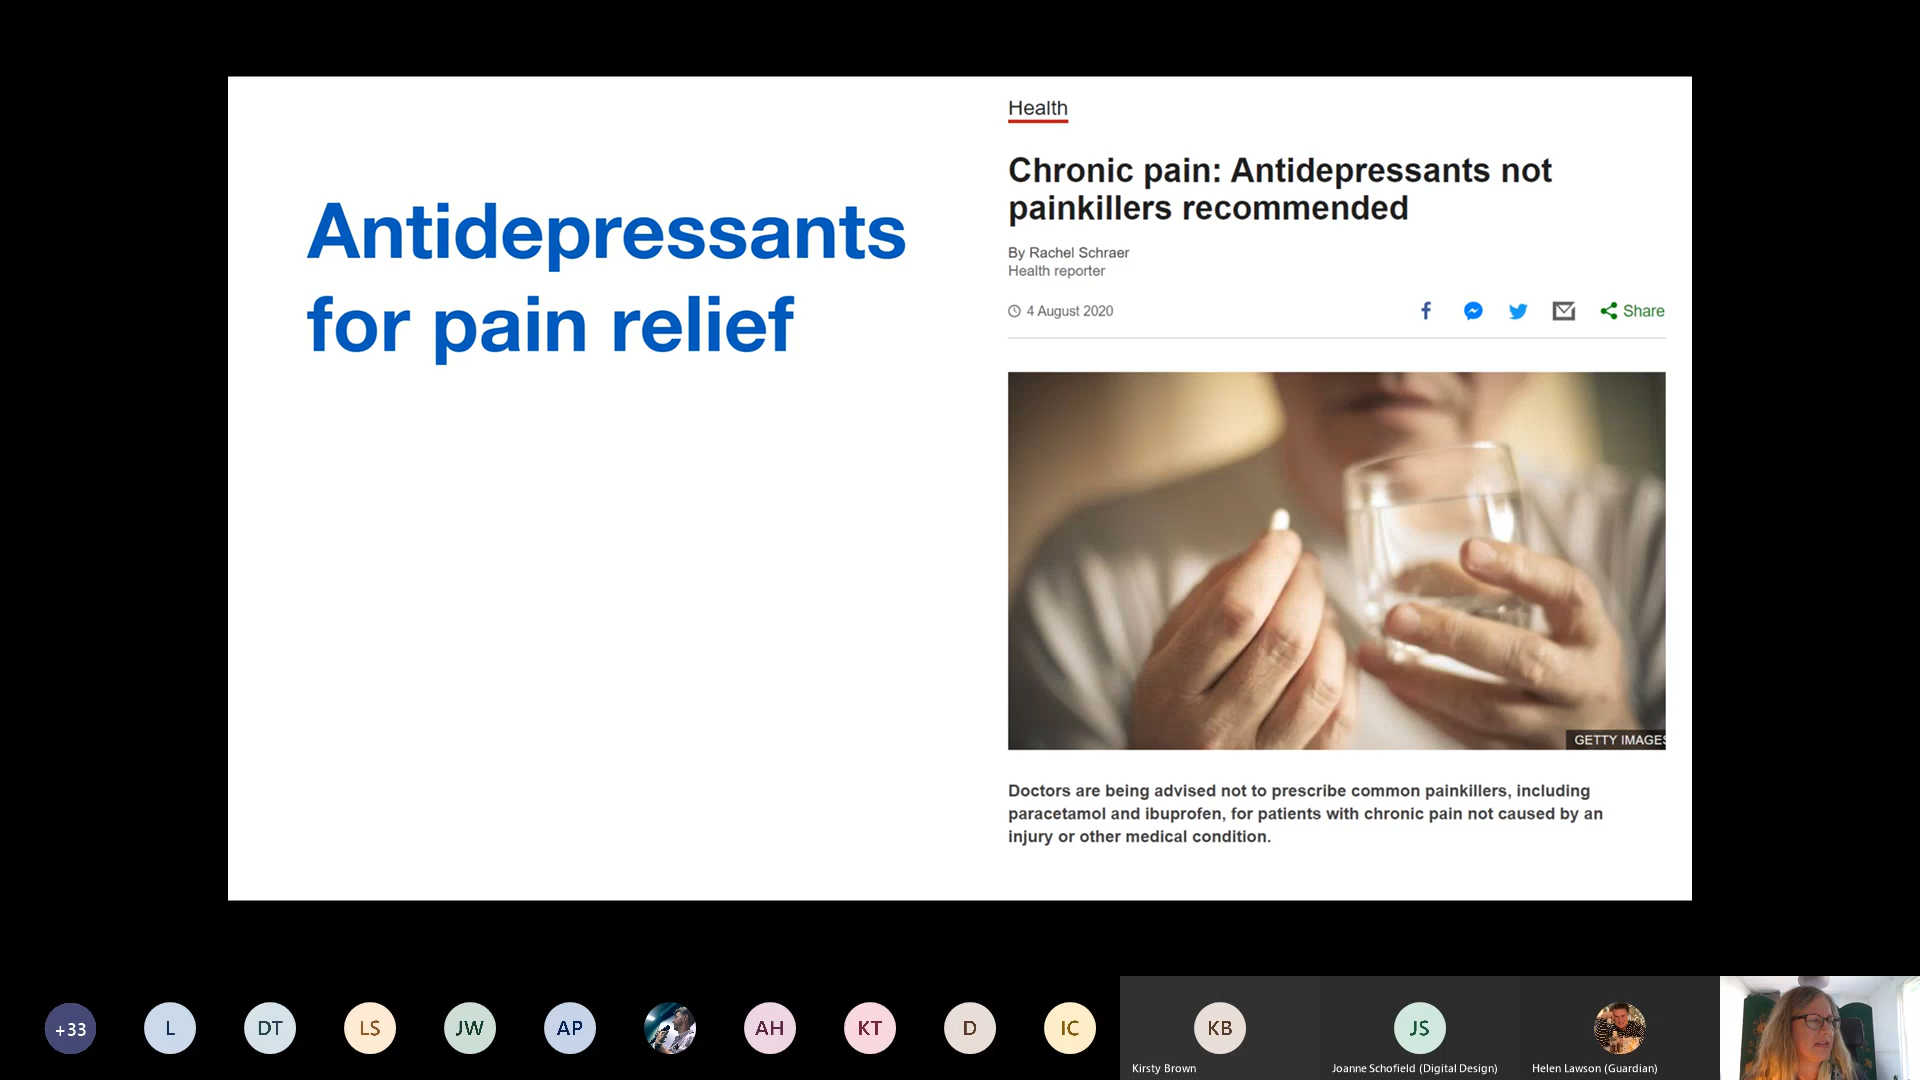 Antidepressants
for pain relief
Health
Chronic pain: Antidepressants not
painkillers recommended
By Rachel Schraer
Health reporter
4 August 2020
Share
GETTY IMAGES
Doctors are being advised not to prescribe common painkillers, including
paracetamol and ibuprofen, for patients with chronic pain not caused by an
injury or other medical condition.
+33
L
DT
LS
JW
AP
AH
KT
D
IC
KB
JS
Kirsty Brown
Joanne Schofield (Digital Design)
Helen Lawson (Guardian)